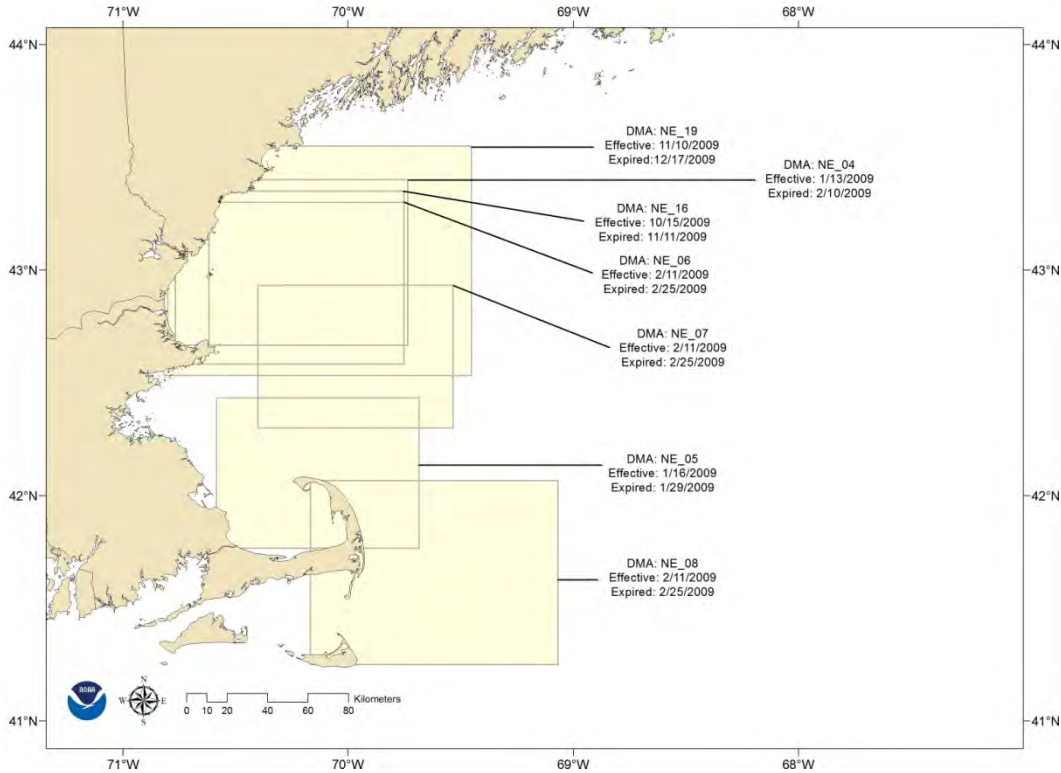 71°W 70°W 69°W 68°W
44°N 44°N
DMA: NE_19
Effective: 11/10/2009
Expired:12/17/2009
DMA: NE_04
Effective: 1/13/2009
Expired: 2/10/2009
DMA: NE_16
Effective: 10/15/2009
Expired: 11/11/2009
DMA: NE_06
Effective: 2/11/2009
Expired: 2/25/2009
43°N 43°N
DMA: NE_07
Effective: 2/11/2009
Expired: 2/25/2009
DMA: NE_05
Effective: 1/16/2009
Expired: 1/29/2009
42°N 42°N
DMA: NE_08
Effective: 2/11/2009
Expired: 2/25/2009
NOAA
N
W E
S
Kilometers
0 10 20 40 60 80
41°N 41°N
71°W 70°W 69°W 68°W